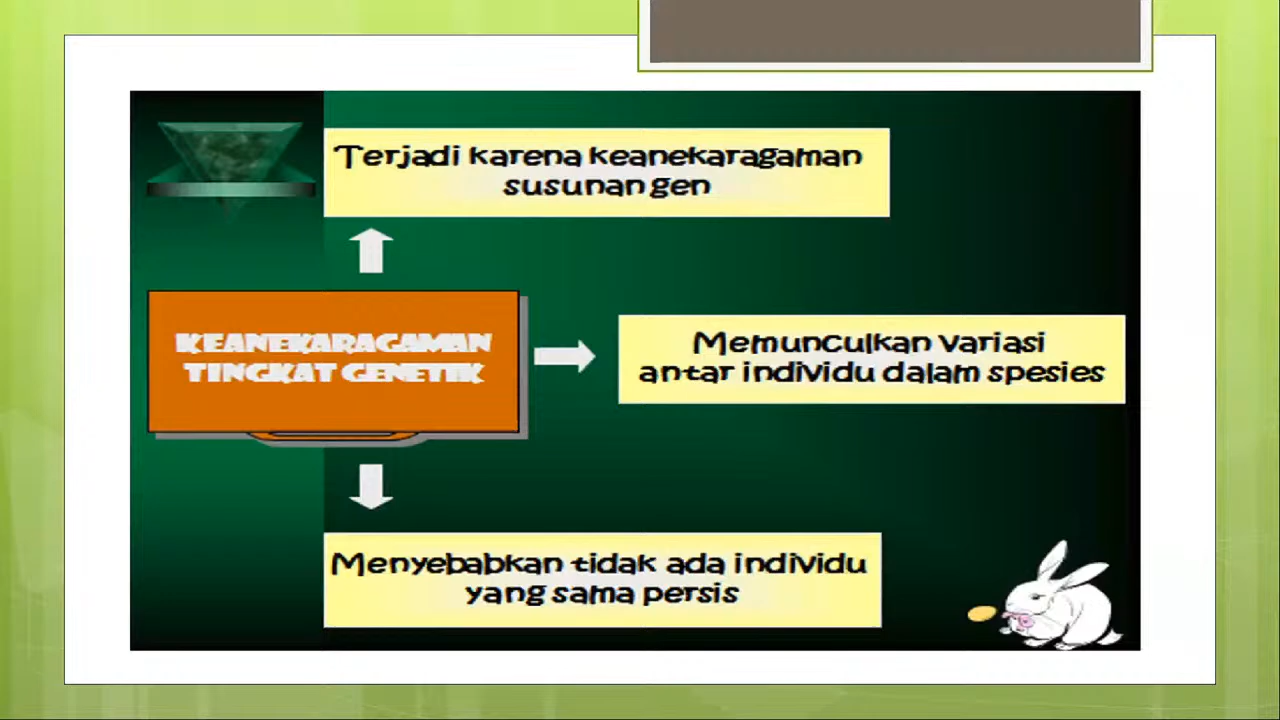 Terjadi karena keanekaragaman
susunan gen
KEANEKARAGAMAN
TINGKAT GENETIK
Memunculkan variasi
antar individu dalam spesies
Menyebabkan tidak ada individu
yang sama persis